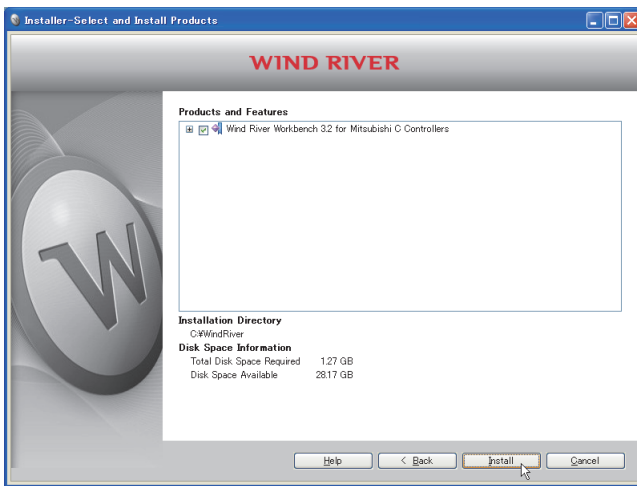 Installer-Select and Install Products
WIND RIVER
Products and Features
Wind River Workbench 3.2 for Mitsubishi C Controllers
W
Installation Directory
C:¥WindRiver
Disk Space Information
Total Disk Space Required 1.27 GB
Disk Space Available 28.17 GB
Help < Back Install Cancel